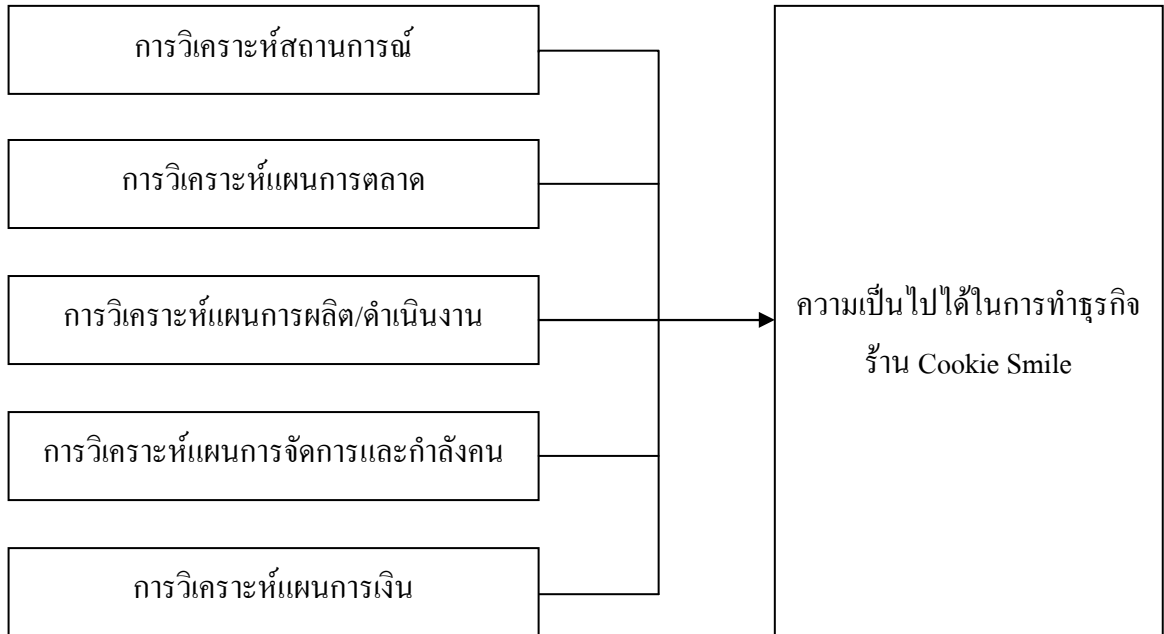 การวิเคราะห์สถานการณ์
การวิเคราะห์แผนการตลาด
การวิเคราะห์แผนการผลิต/ดำเนินงาน
การวิเคราะห์แผนการจัดการและกำลังคน
การวิเคราะห์แผนการเงิน
ความเป็นไปได้ในการทำธุรกิจ
ร้าน Cookie Smile